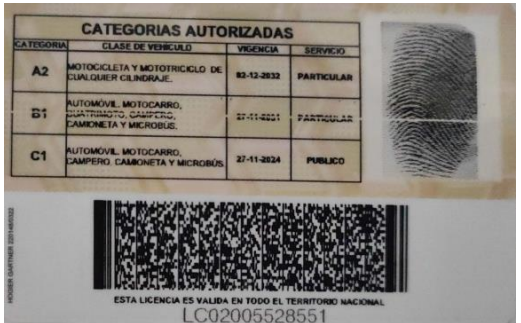 CATEGORIAS AUTORIZADAS
CATEGORIA CLASE DE VEHICULO VIGENCIA SERVICIO
A2 MOTOCICLETA Y MOTOTRICICLO DE CUALQUIER CILINDRAJE. 02-12-2032 PARTICULAR
B1 AUTOMÓVIL, MOTOCARRO, CUATRIMOTO, CAMPERO, CAMIONETA Y MICROBÚS. PARTICULAR
C1 AUTOMÓVIL, MOTOCARRO, CAMPERO, CAMIONETA Y MICROBÚS 27-11-2024 PUBLICO
ESTA LICENCIA ES VALIDA EN TODO EL TERRITORIO NACIONAL
LC02005528551